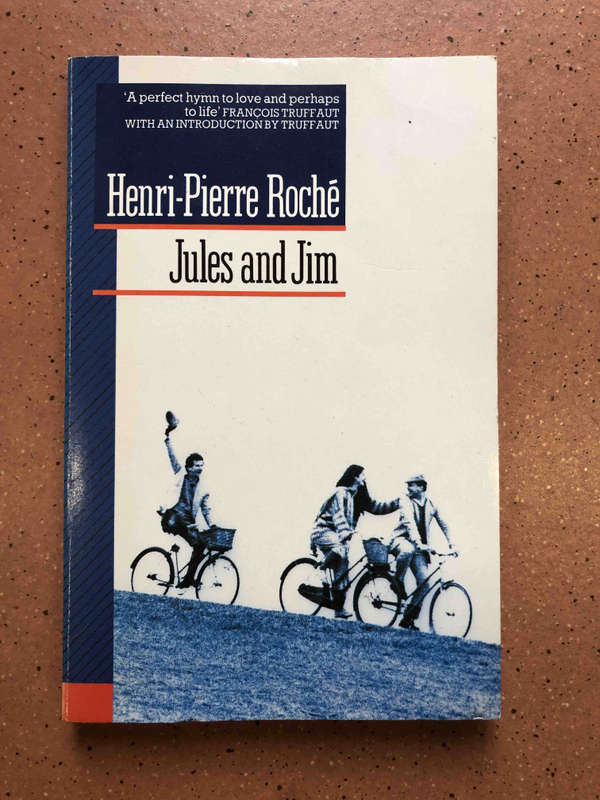 ‘A perfect hymn to love and perhaps
to life’ FRANÇOIS TRUFFAUT
WITH AN INTRODUCTION BY TRUFFAUT
Henri-Pierre Roché
Jules and Jim